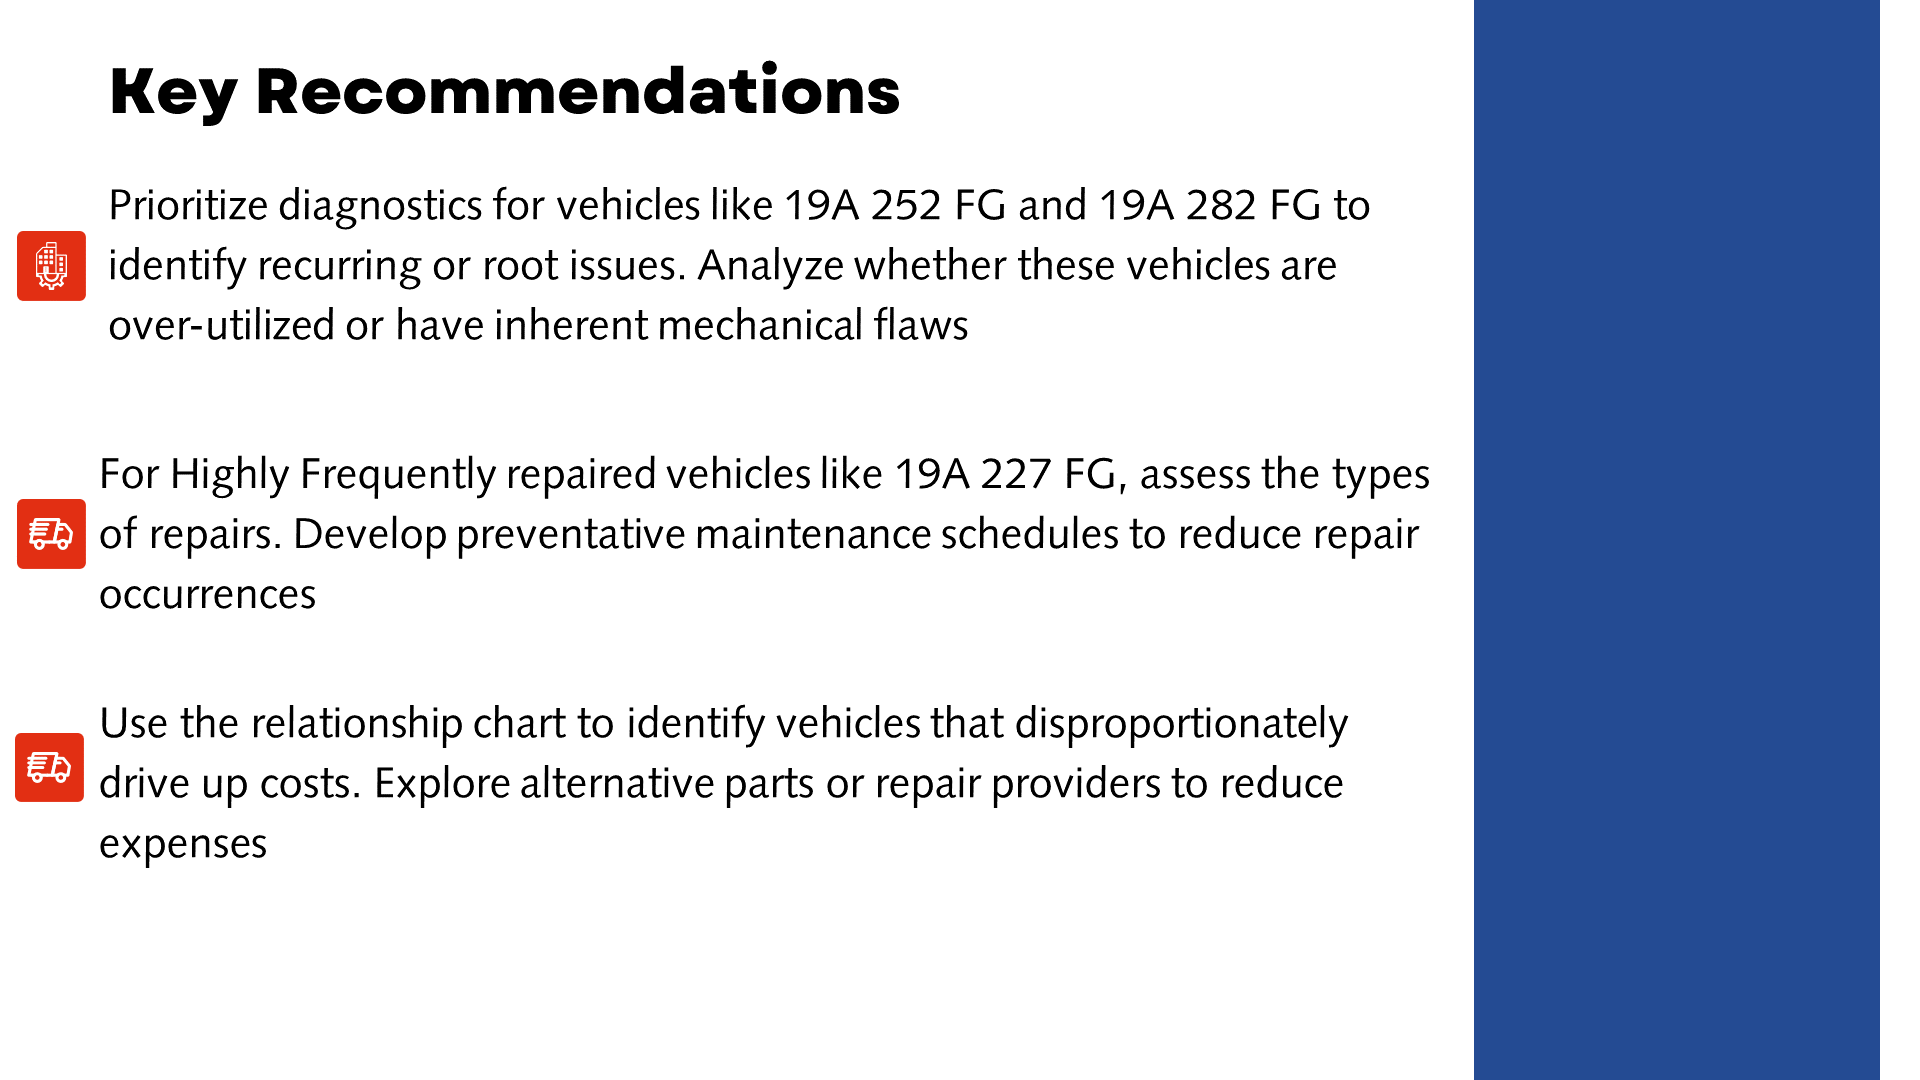 Key Recommendations
Prioritize diagnostics for vehicles like 19A 252 FG and 19A 282 FG to
identify recurring or root issues. Analyze whether these vehicles are
over-utilized or have inherent mechanical flaws
For Highly Frequently repaired vehicles like 19A 227 FG, assess the types
of repairs. Develop preventative maintenance schedules to reduce repair
occurrences
Use the relationship chart to identify vehicles that disproportionately
drive up costs. Explore alternative parts or repair providers to reduce
expenses